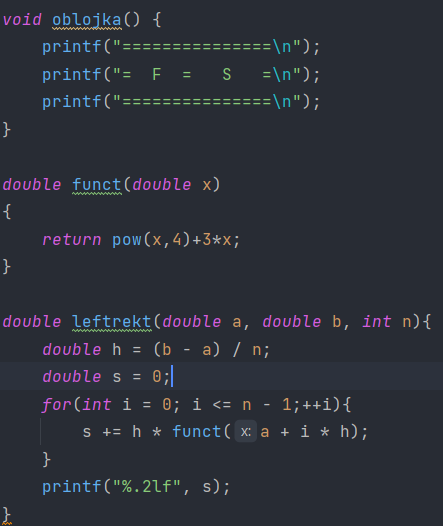 void oblojka() {
    printf("===============\n");
    printf("=  F  =   S   =\n");
    printf("===============\n");
}

double funct(double x)
{
    return pow(x,4)+3*x;
}

double leftrekt(double a, double b, int n){
    double h = (b - a) / n;
    double s = 0;
    for(int i = 0; i <= n - 1;++i){
        s += h * funct( x: a + i * h);
    }
    printf("%.2lf", s);
}